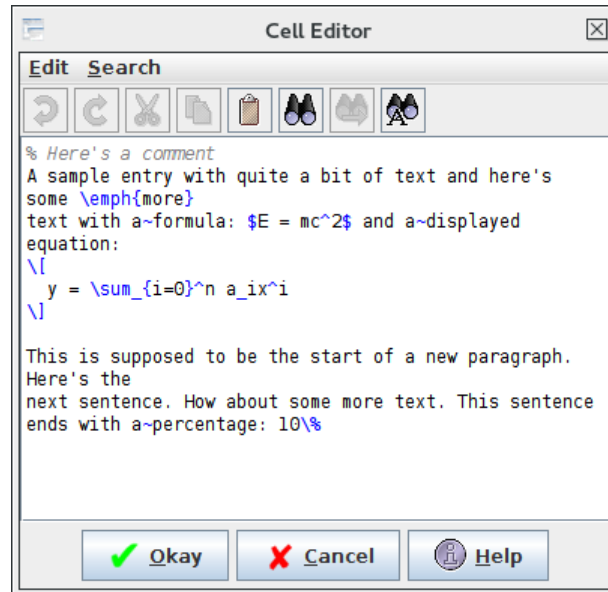 Cell Editor
Edit Search
% Here's a comment
A sample entry with quite a bit of text and here's
some \emph{more}
text with a~formula: $E = mc^2$ and a~displayed
equation:
\[
  y = \sum_{i=0}^n a_ix^i
\]
This is supposed to be the start of a new paragraph.
Here's the
next sentence. How about some more text. This sentence
ends with a~percentage: 10\%
Okay Cancel Help